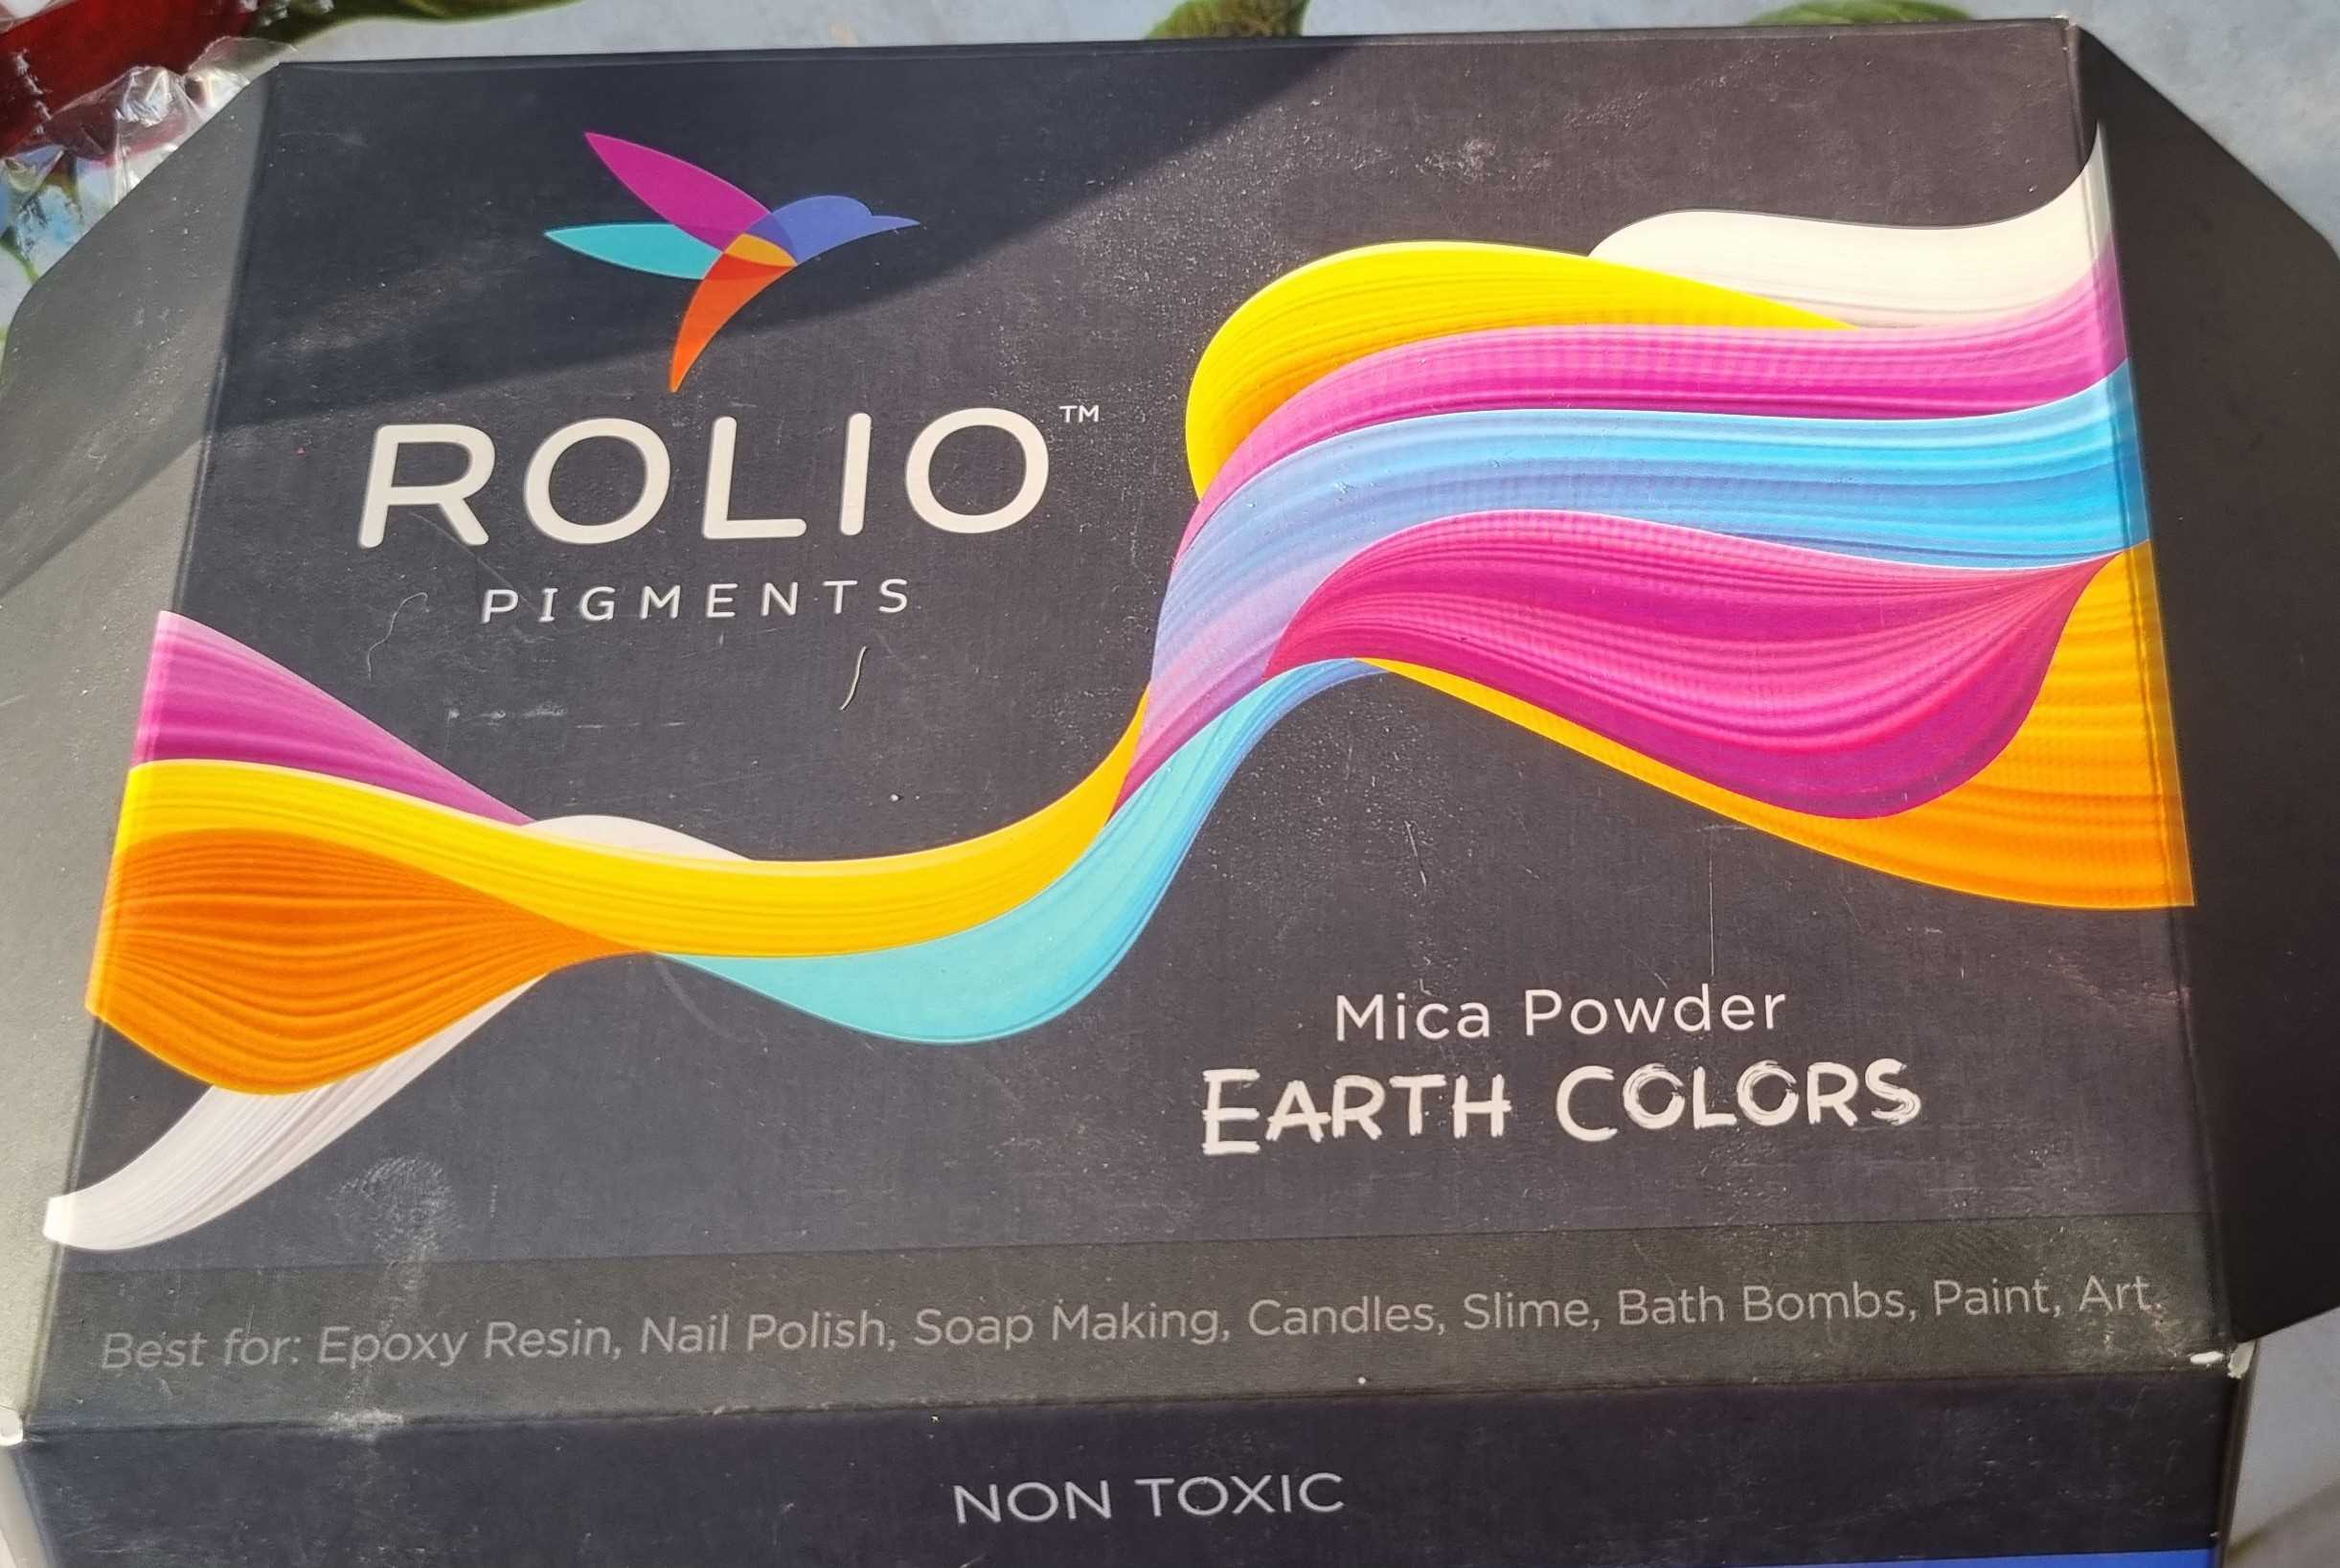 ROLIO™
PIGMENTS
Mica Powder
EARTH COLORS
Best for: Epoxy Resin, Nail Polish, Soap Making, Candles, Slime, Bath Bombs, Paint, Art.
NON TOXIC